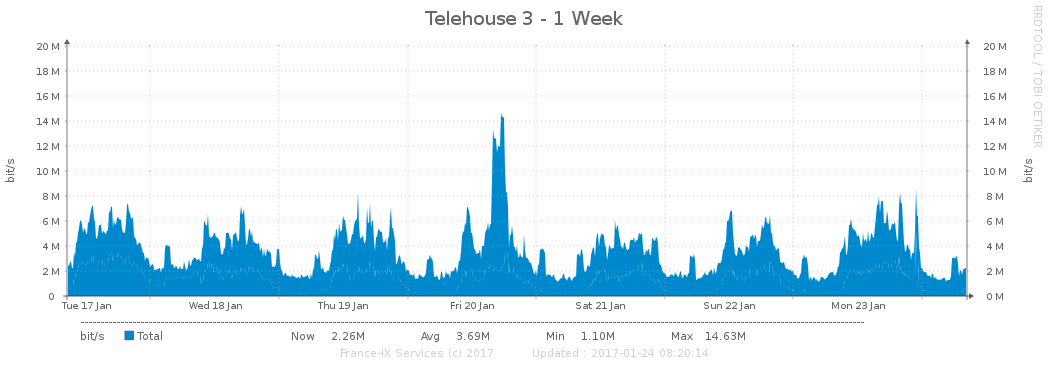 Telehouse 3 - 1 Week
RRDTOOL / TOBI OETIKER
bit/s
20 M
18 M
16 M
14 M
12 M
10 M
8 M
6 M
4 M
2 M
0
20 M
18 M
16 M
14 M
12 M
10 M
8 M
6 M
4 M
2 M
0 M
bit/s
Tue 17 Jan Wed 18 Jan Thu 19 Jan Fri 20 Jan Sat 21 Jan Sun 22 Jan Mon 23 Jan
bit/s Total Now 2.26M Avg 3.69M Min 1.10M Max 14.63M
France-IX Services (c) 2017 Updated : 2017-01-24 08:20:14